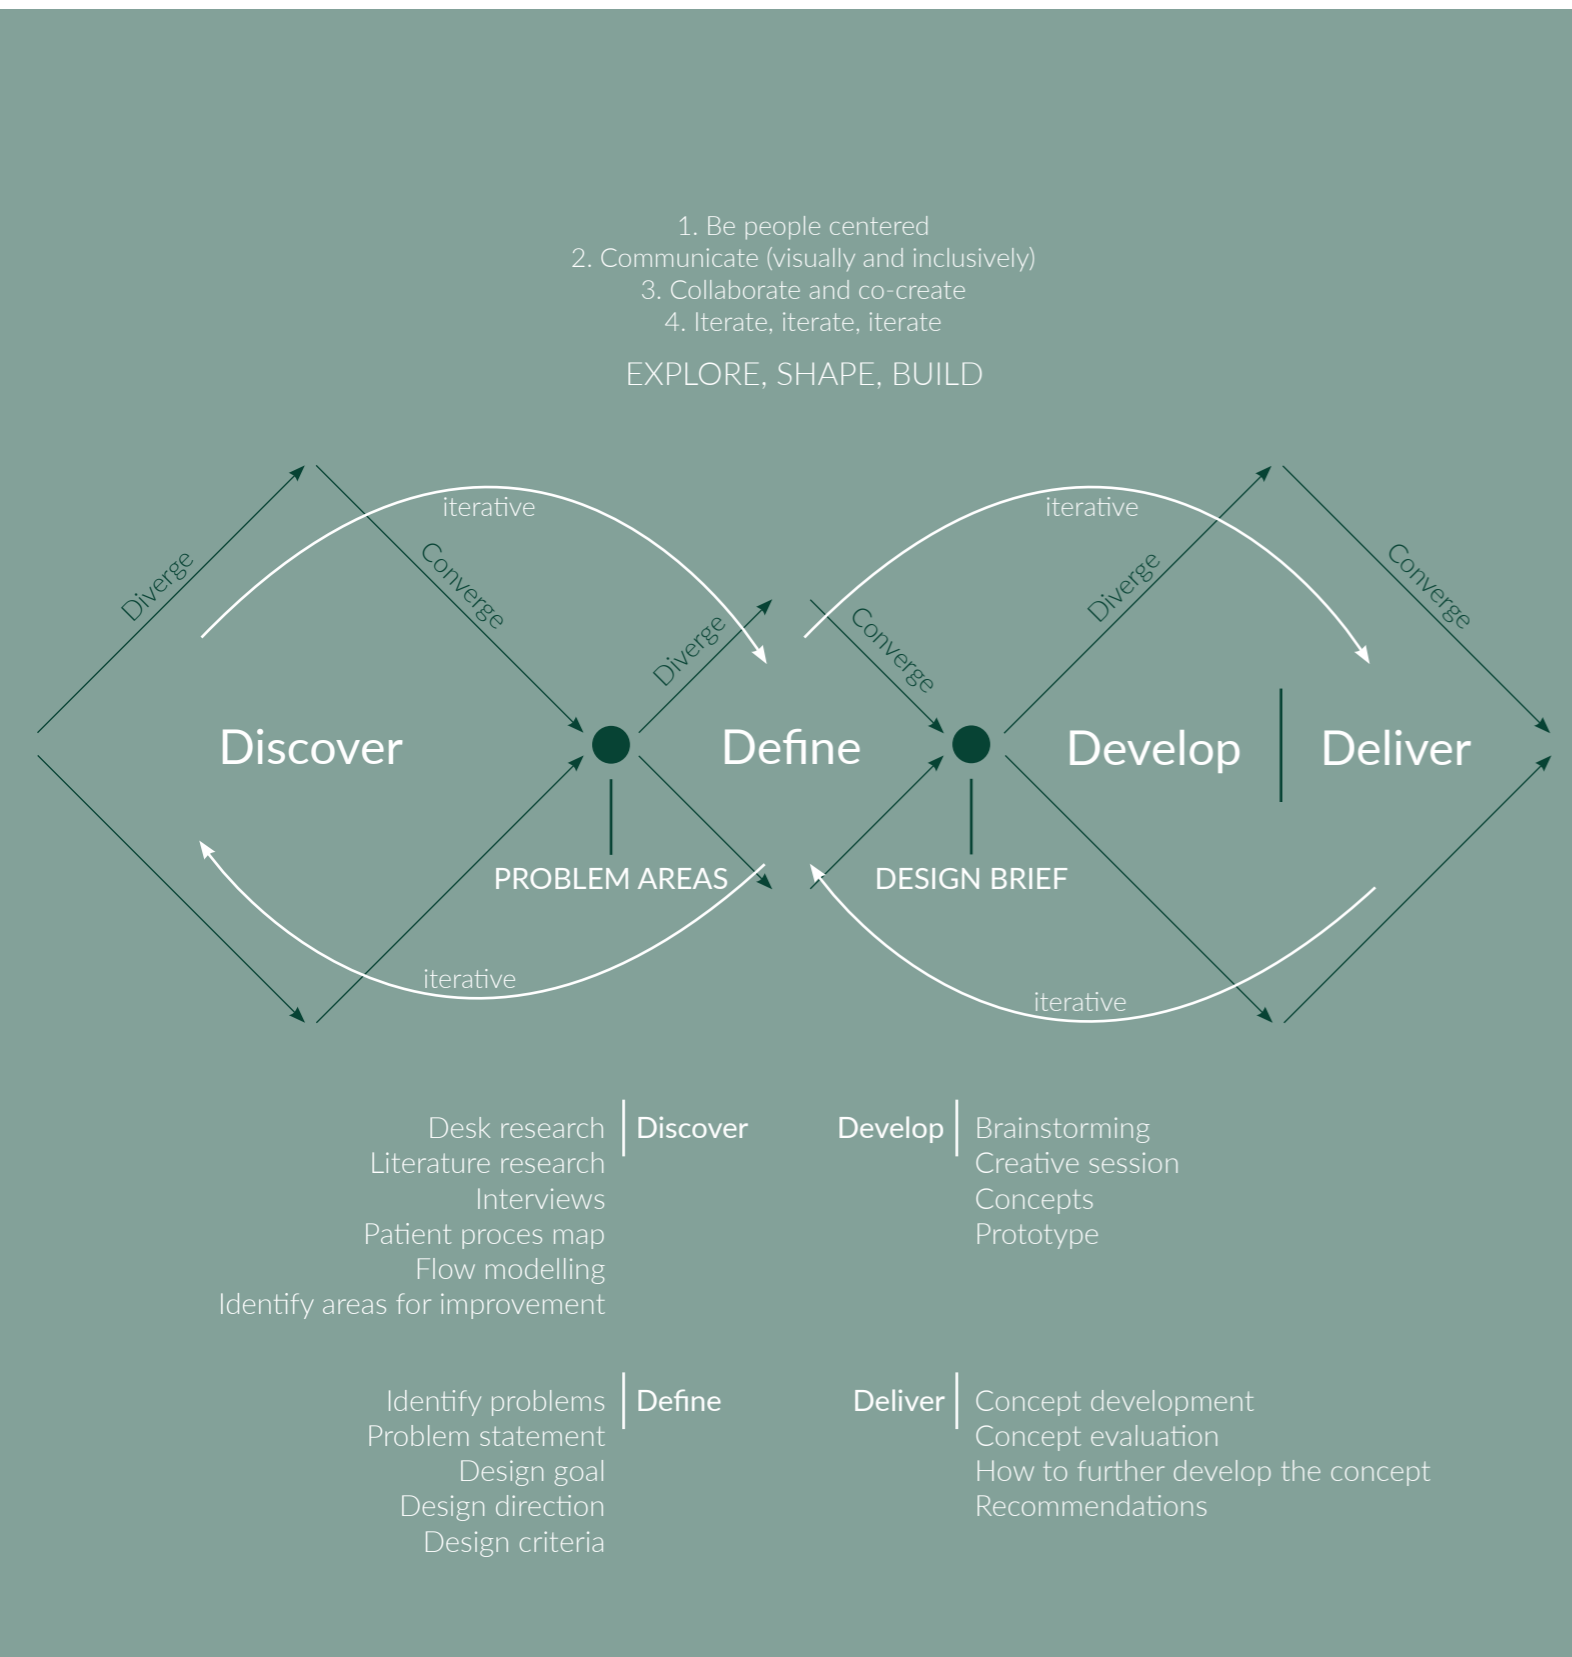 1. Be people centered
2. Communicate (visually and inclusively)
3. Collaborate and co-create
4. Iterate, iterate, iterate
EXPLORE, SHAPE, BUILD
iterative
iterative
Diverge
Converge
Diverge
Converge
Diverge
Converge
Discover
Define
Develop
Deliver
PROBLEM AREAS
DESIGN BRIEF
iterative
iterative
Discover
Desk research
Literature research
Interviews
Patient proces map
Flow modelling
Identify areas for improvement
Develop
Brainstorming
Creative session
Concepts
Prototype
Define
Identify problems
Problem statement
Design goal
Design direction
Design criteria
Deliver
Concept development
Concept evaluation
How to further develop the concept
Recommendations